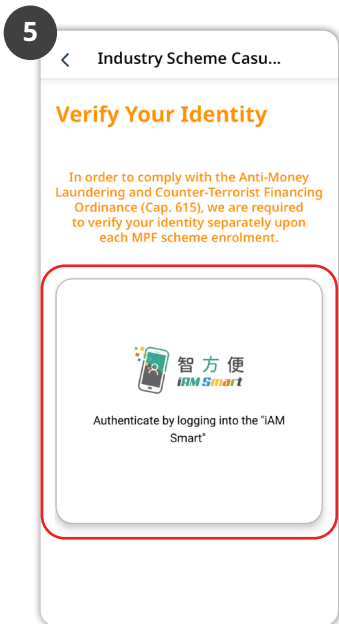 5
Industry Scheme Casu...
Verify Your Identity
In order to comply with the Anti-Money
Laundering and Counter-Terrorist Financing
Ordinance (Cap. 615), we are required
to verify your identity separately upon
each MPF scheme enrolment.
智方便
iAM Smart
Authenticate by logging into the "iAM
Smart"